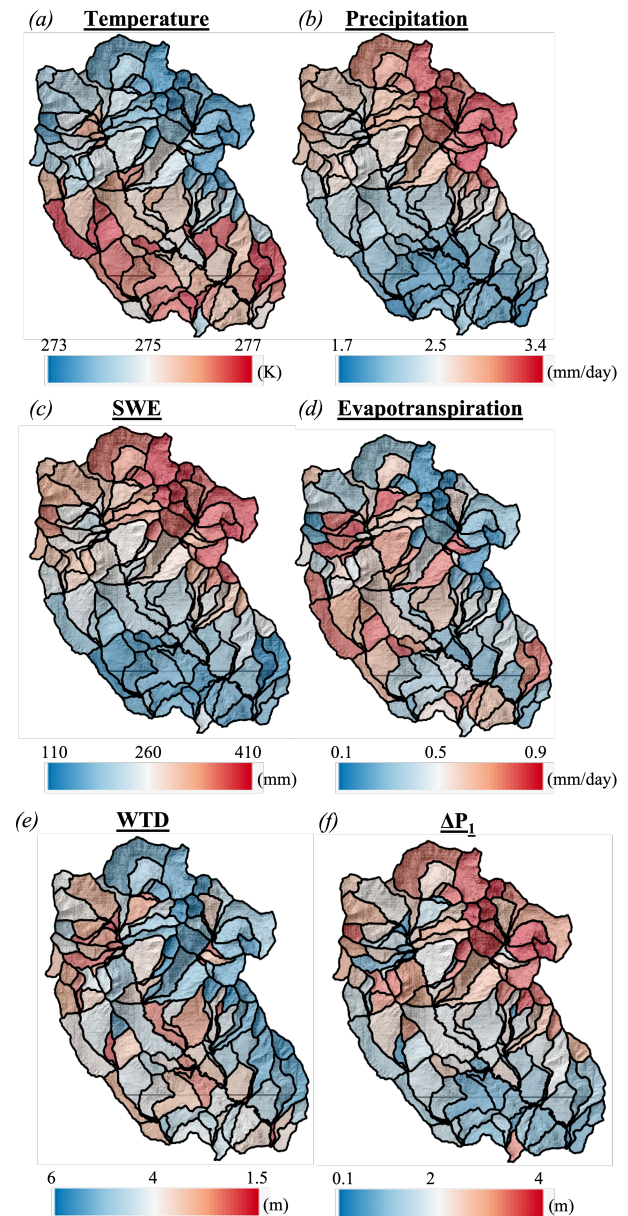 (a) Temperature
(b) Precipitation
273 275 277 (K)
1.7 2.5 3.4 (mm/day)
(c) SWE
(d) Evapotranspiration
110 260 410 (mm)
0.1 0.5 0.9 (mm/day)
(e) WTD
(f) ΔP₁
6 4 1.5 (m)
0.1 2 4 (m)